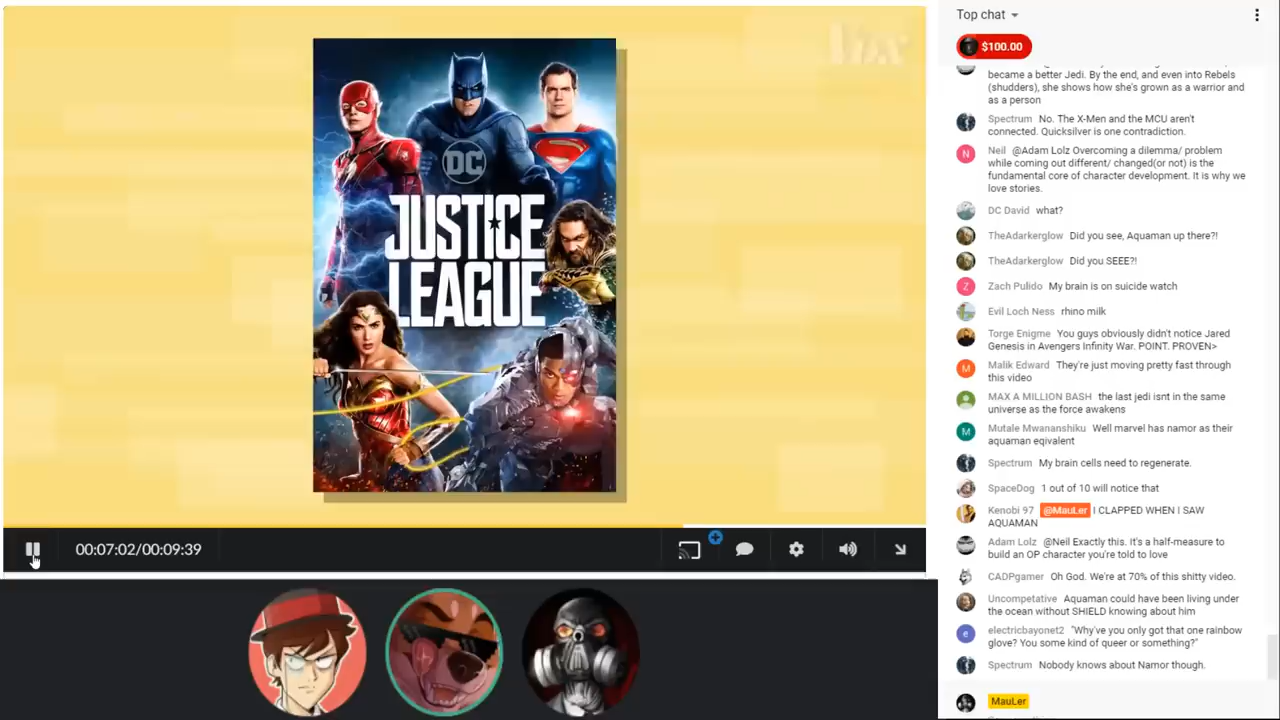 Vox
DC
JUSTICE
LEAGUE
00:07:02/00:09:39
Top chat
$100.00
became a better Jedi. By the end, and even into Rebels
(shudders), she shows how she's grown as a warrior and
as a person
Spectrum No. The X-Men and the MCU aren't
connected. Quicksilver is one contradiction.
N
Neil @Adam Lolz Overcoming a dilemma/ problem
while coming out different/ changed(or not) is the
fundamental core of character development. It is why we
love stories.
DC David what?
TheAdarkerglow Did you see, Aquaman up there?!
TheAdarkerglow Did you SEEE?!
Z
Zach Pulido My brain is on suicide watch
Evil Loch Ness rhino milk
Torge Enigme You guys obviously didn't notice Jared
Genesis in Avengers Infinity War. POINT. PROVEN>
M
Malik Edward They're just moving pretty fast through
this video
MAX A MILLION BASH the last jedi isnt in the same
universe as the force awakens
M
Mutale Mwananshiku Well marvel has namor as their
aquaman eqivalent
Spectrum My brain cells need to regenerate.
SpaceDog 1 out of 10 will notice that
Kenobi 97 @MauLer I CLAPPED WHEN I SAW
AQUAMAN
Adam Lolz @Neil Exactly this. It's a half-measure to
build an OP character you're told to love
CADPgamer Oh God. We're at 70% of this shitty video.
Uncompetative Aquaman could have been living under
the ocean without SHIELD knowing about him
e
electricbayonet2 "Why've you only got that one rainbow
glove? You some kind of queer or something?"
Spectrum Nobody knows about Namor though.
MauLer